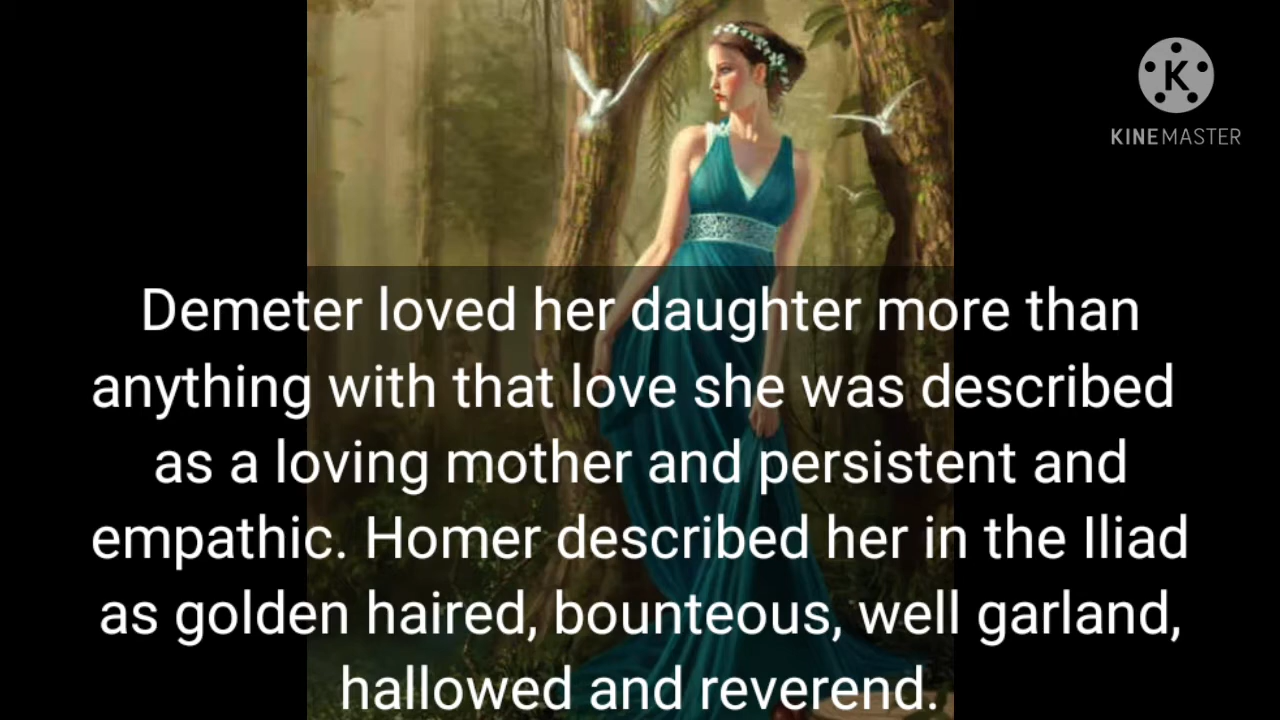 K
KINEMASTER
Demeter loved her daughter more than
anything with that love she was described
as a loving mother and persistent and
empathic. Homer described her in the Iliad
as golden haired, bounteous, well garland,
hallowed and reverend.